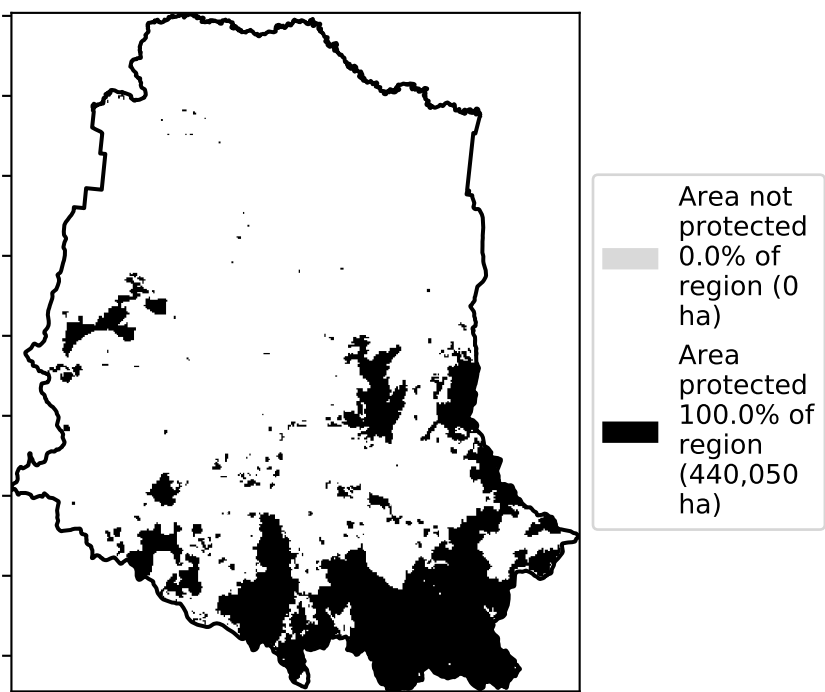 Area not
protected
0.0% of
region (0
ha)
Area
protected
100.0% of
region
(440,050
ha)